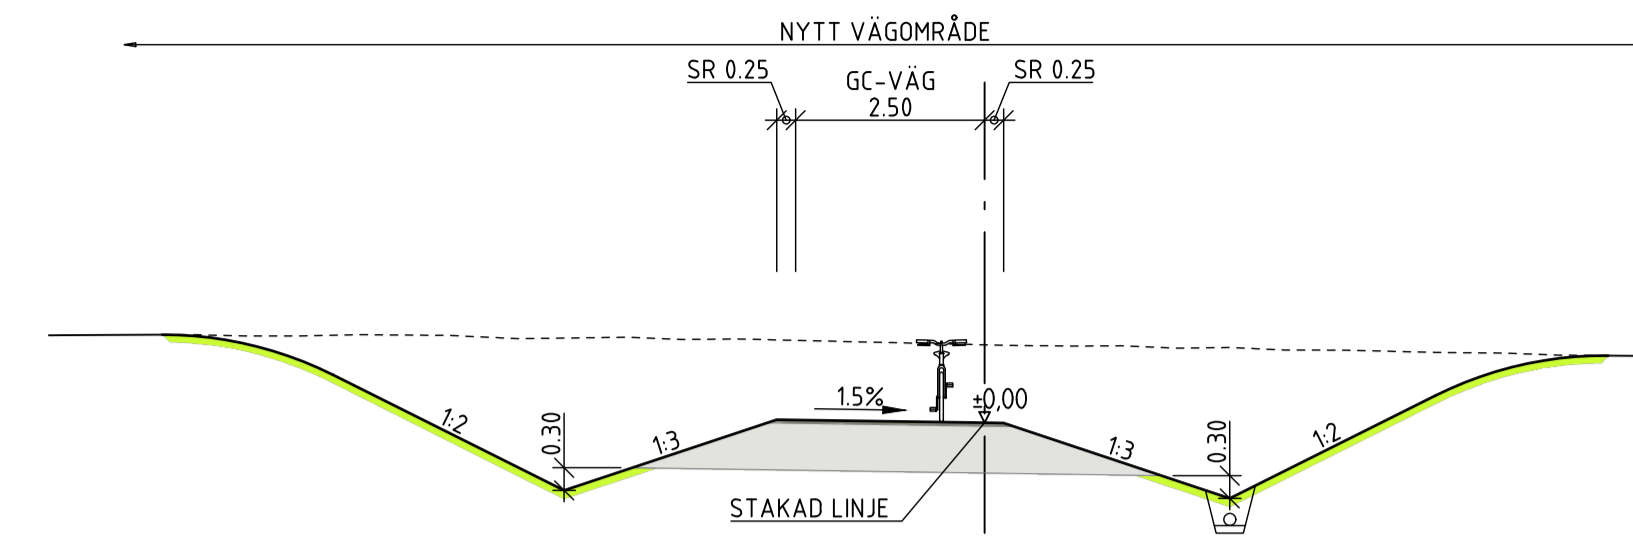 NYTT VÄGOMRÅDE
SR 0.25
GC-VÄG
2.50
SR 0.25
1.5%
±0,00
1:2
0.30
1:3
1:3
0.30
1:2
STAKAD LINJE